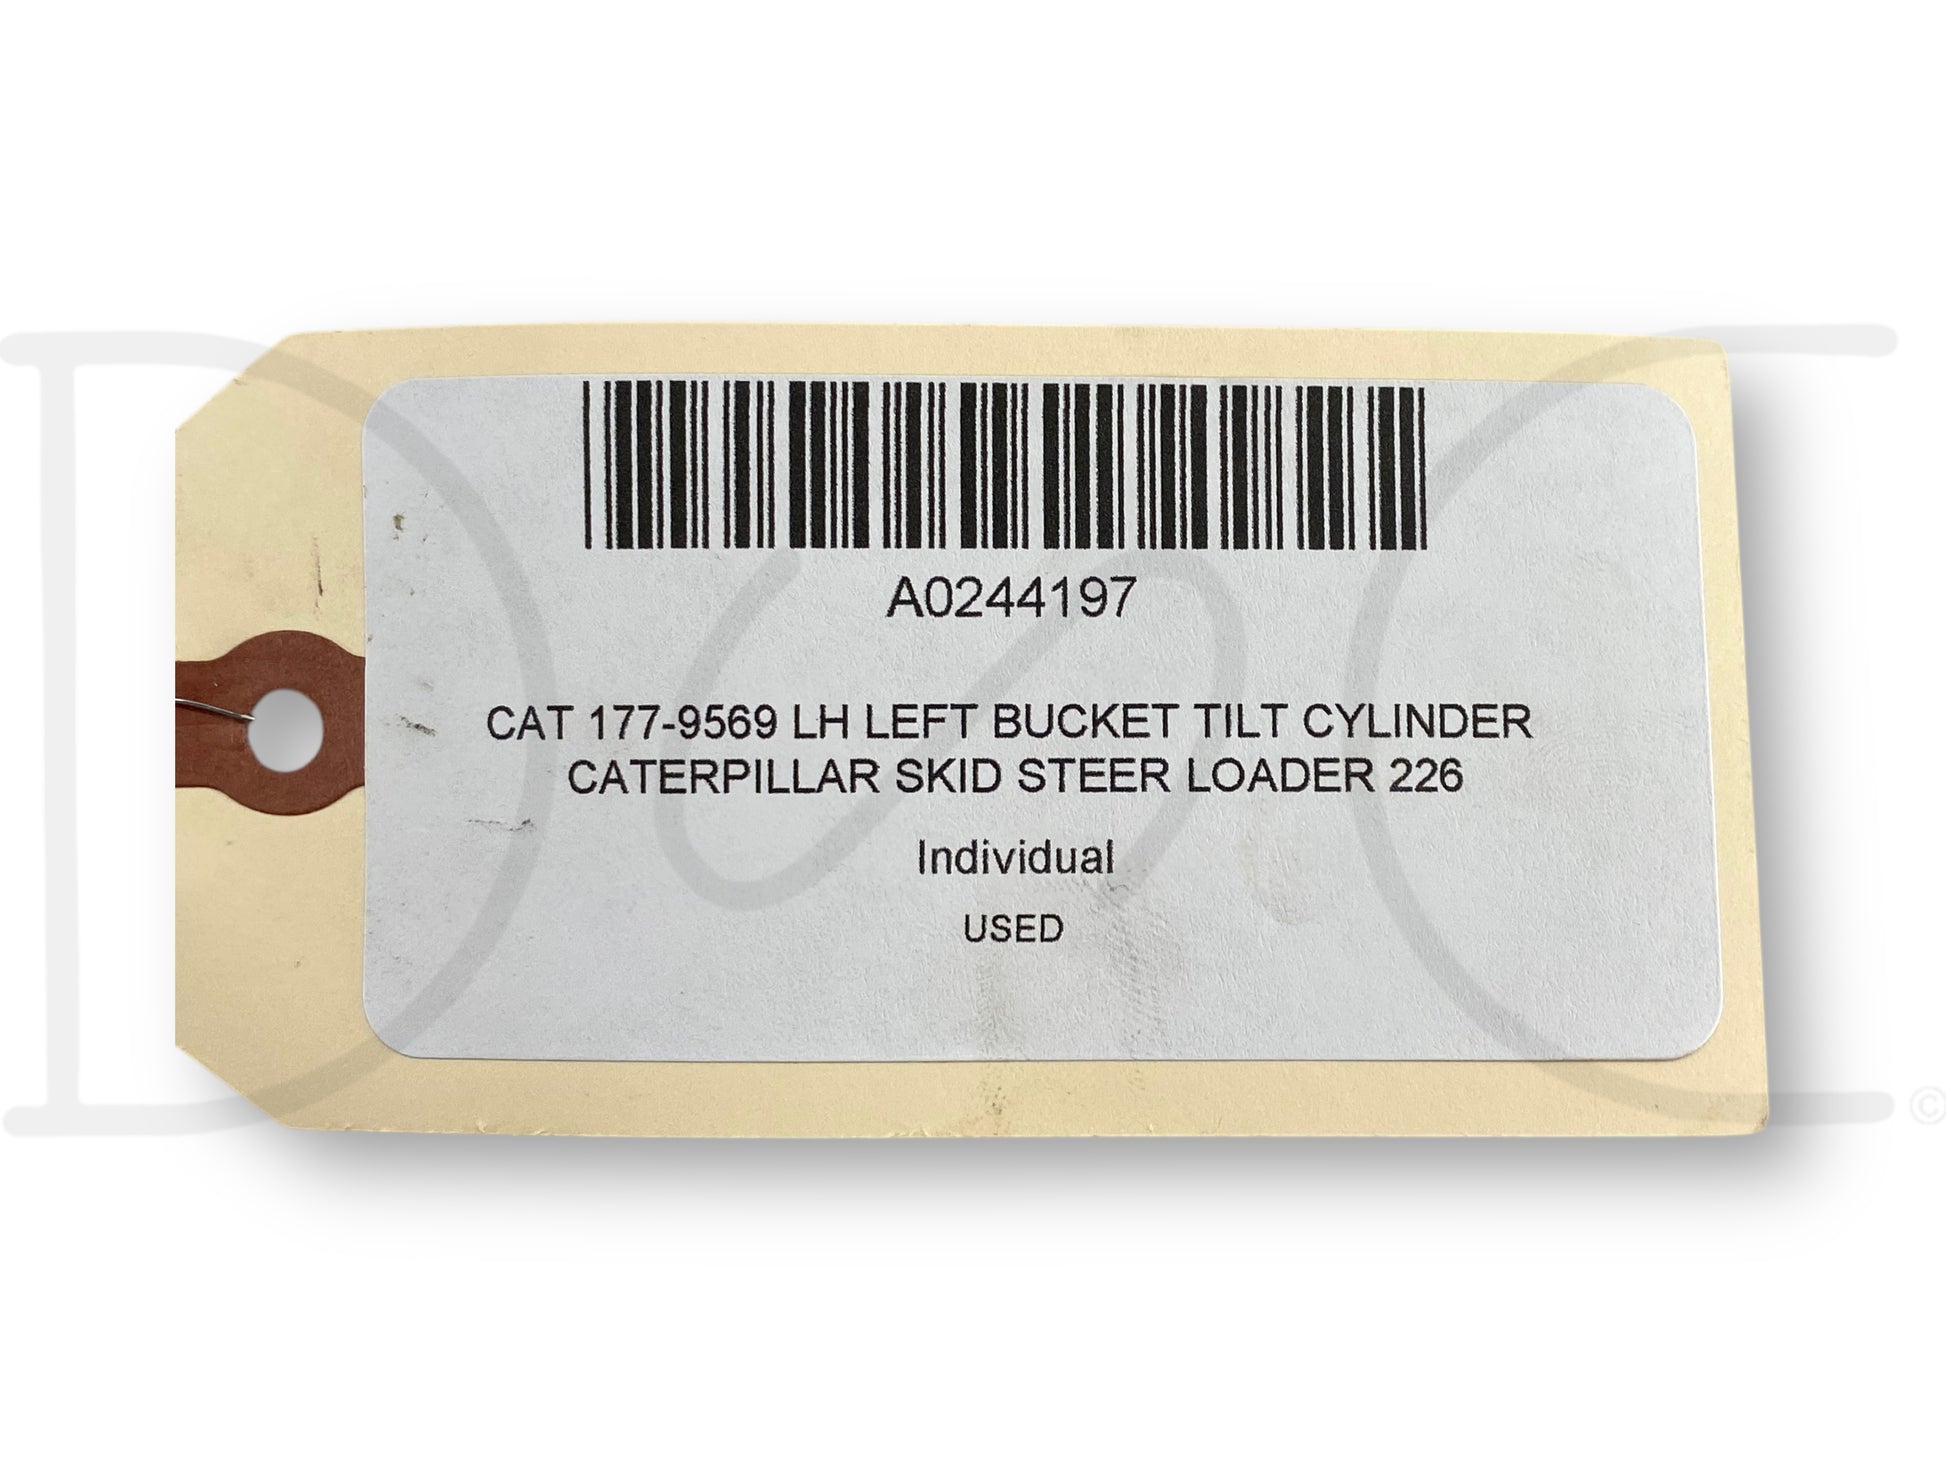 A0244197
CAT 177-9569 LH LEFT BUCKET TILT CYLINDER
CATERPILLAR SKID STEER LOADER 226
Individual
USED
©